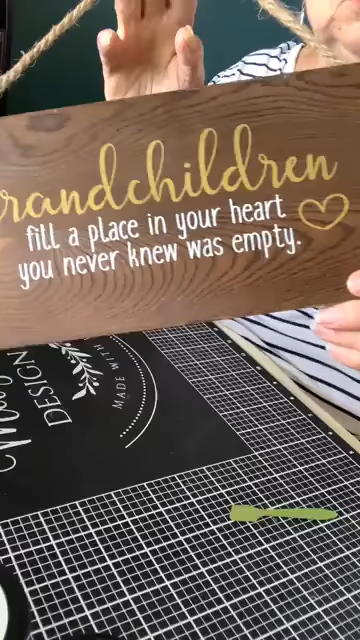 randchildren
fill a place in your heart
you never knew was empty.
DESIGN
MADE WITH